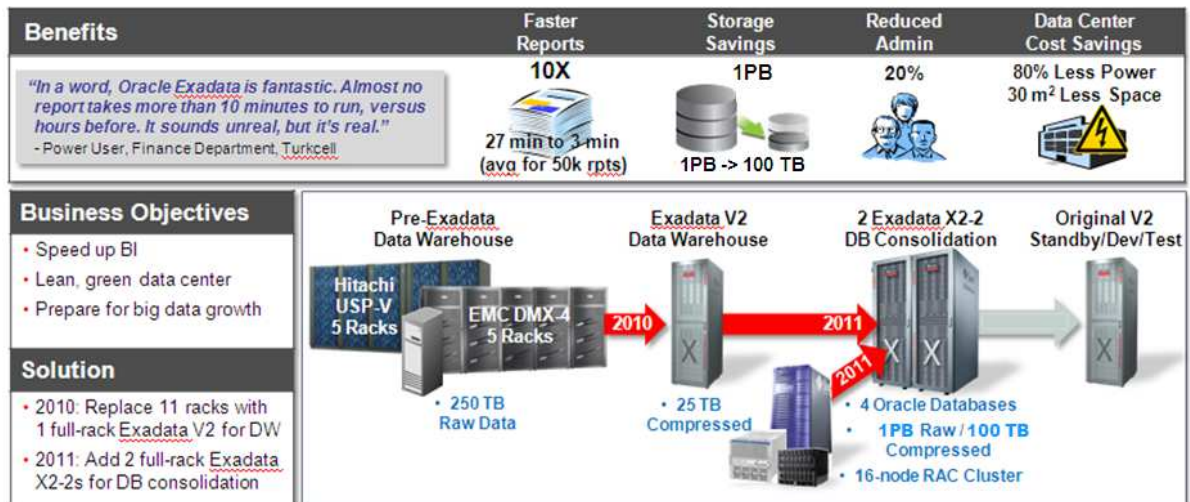 Benefits
Faster
Reports
Storage
Savings
Reduced
Admin
Data Center
Cost Savings
“In a word, Oracle Exadata is fantastic. Almost no
report takes more than 10 minutes to run, versus
hours before. It sounds unreal, but it’s real.”
- Power User, Finance Department, Turkcell
10X
27 min to 3 min
(avg for 50k rpts)
1PB
1PB -> 100 TB
20%
80% Less Power
30 m² Less Space
Business Objectives
• Speed up BI
• Lean, green data center
• Prepare for big data growth
Solution
• 2010: Replace 11 racks with
1 full-rack Exadata V2 for DW
• 2011: Add 2 full-rack Exadata
X2-2s for DB consolidation
Pre-Exadata
Data Warehouse
Hitachi
USP-V
5 Racks
EMC DMX-4
5 Racks
• 250 TB
Raw Data
2010
Exadata V2
Data Warehouse
X
• 25 TB
Compressed
2011
2011
2 Exadata X2-2
DB Consolidation
X X
• 4 Oracle Databases
• 1PB Raw / 100 TB
Compressed
• 16-node RAC Cluster
Original V2
Standby/Dev/Test
X